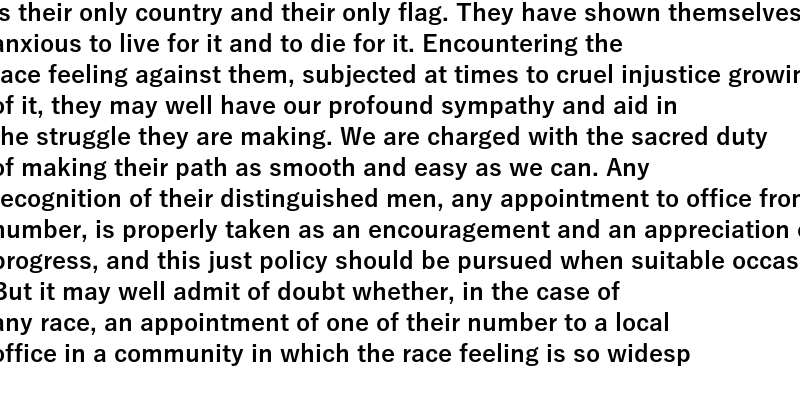 s their only country and their only flag. They have shown themselves
anxious to live for it and to die for it. Encountering the
race feeling against them, subjected at times to cruel injustice growin
of it, they may well have our profound sympathy and aid in
the struggle they are making. We are charged with the sacred duty
of making their path as smooth and easy as we can. Any
recognition of their distinguished men, any appointment to office from
number, is properly taken as an encouragement and an appreciation o
progress, and this just policy should be pursued when suitable occas
But it may well admit of doubt whether, in the case of
any race, an appointment of one of their number to a local
office in a community in which the race feeling is so widesp